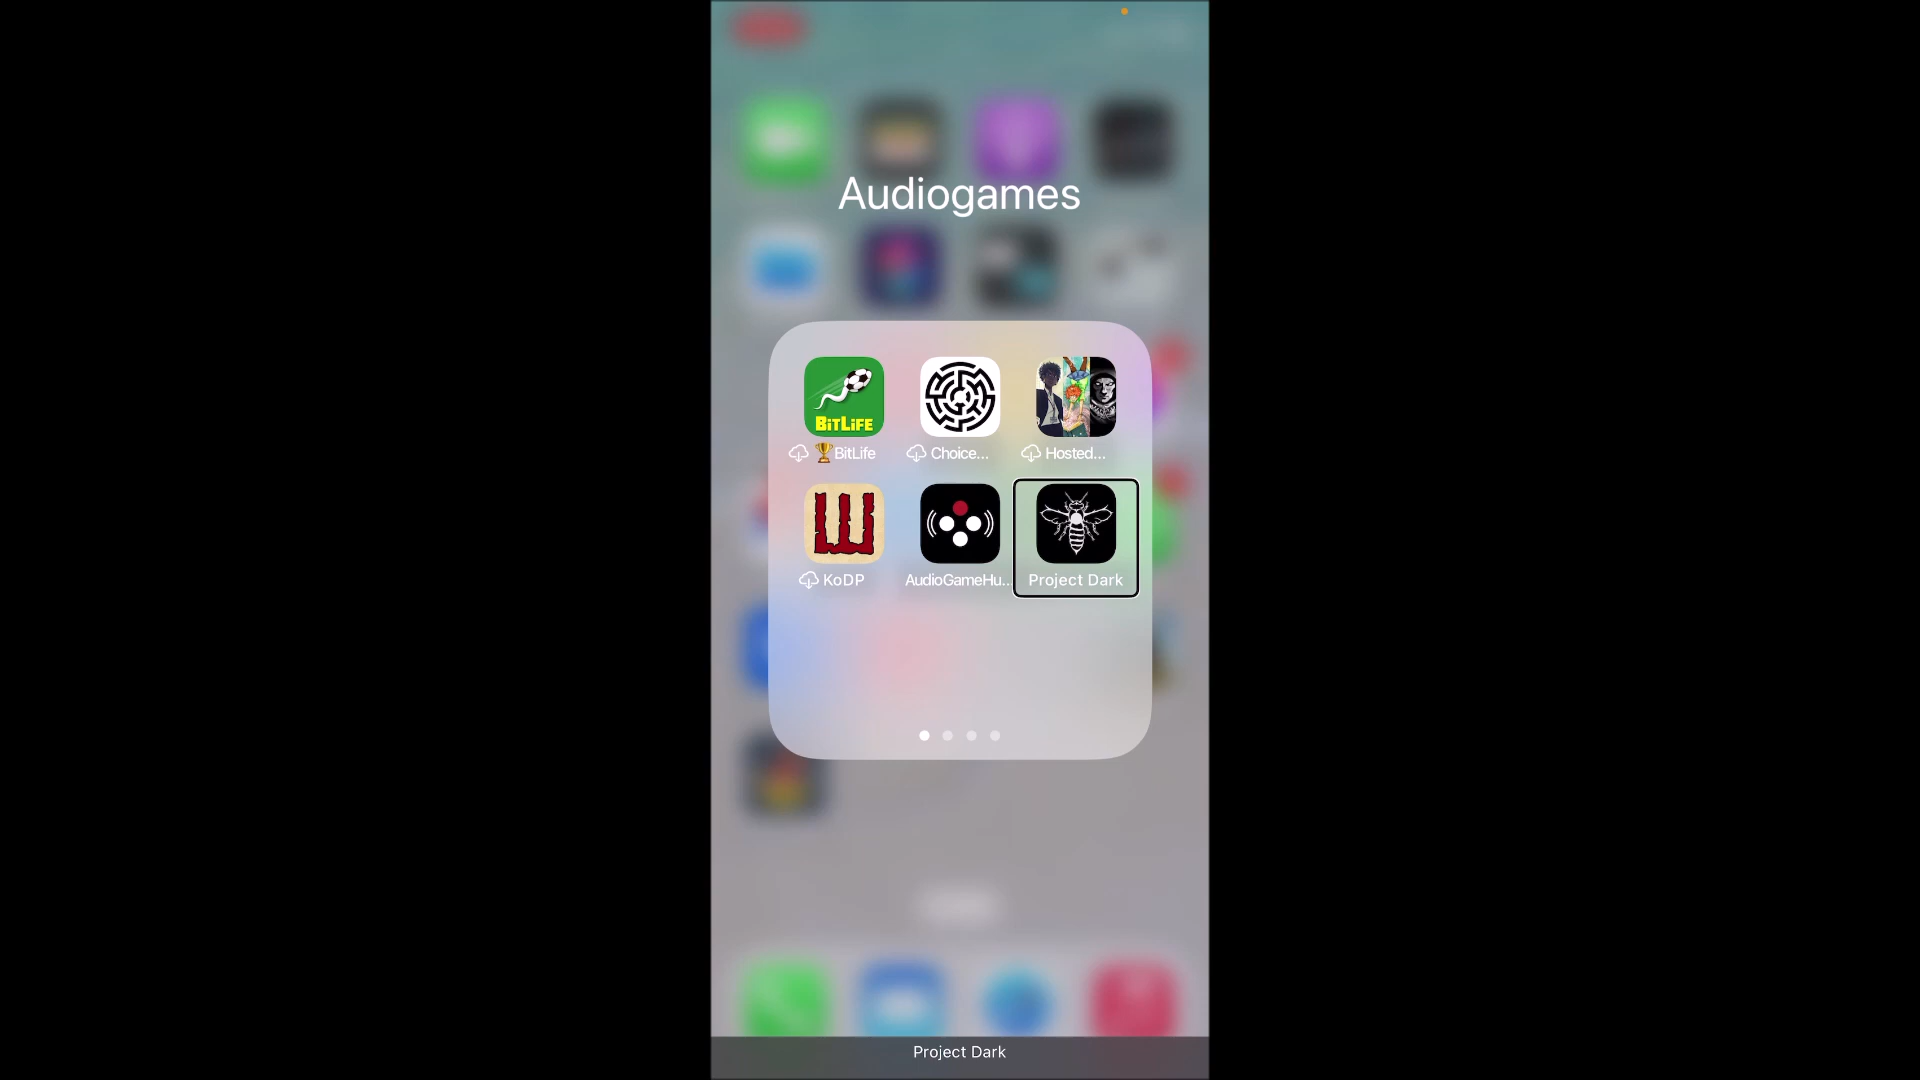 Audiogames
BITLIFE
🏆BitLife
Choice...
Hosted...
KoDP
AudioGameHu...
Project Dark
Project Dark